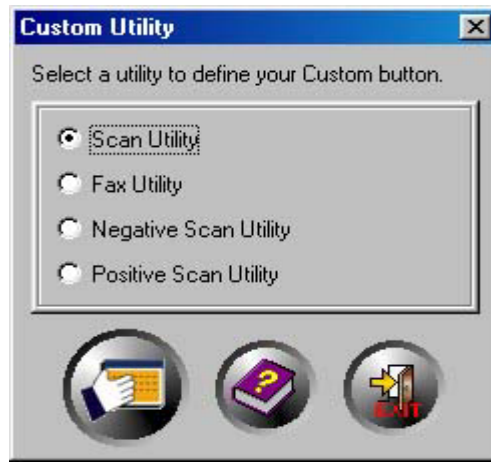 Custom Utility
Select a utility to define your Custom button.
Scan Utility
Fax Utility
Negative Scan Utility
Positive Scan Utility
?
EXIT